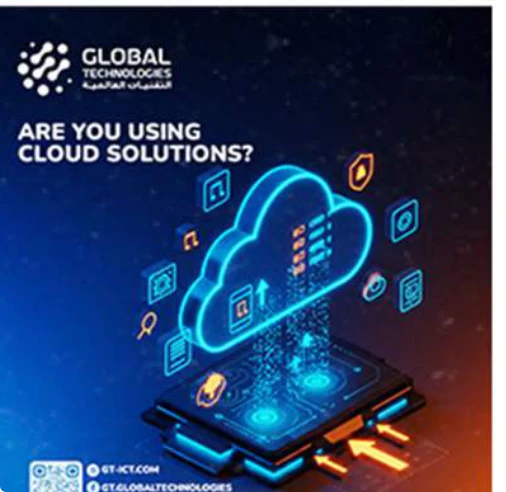 GLOBAL
TECHNOLOGIES
التقنيات العالمية
ARE YOU USING
CLOUD SOLUTIONS?
GT-ICT.COM
GT.GLOBALTECHNOLOGIES